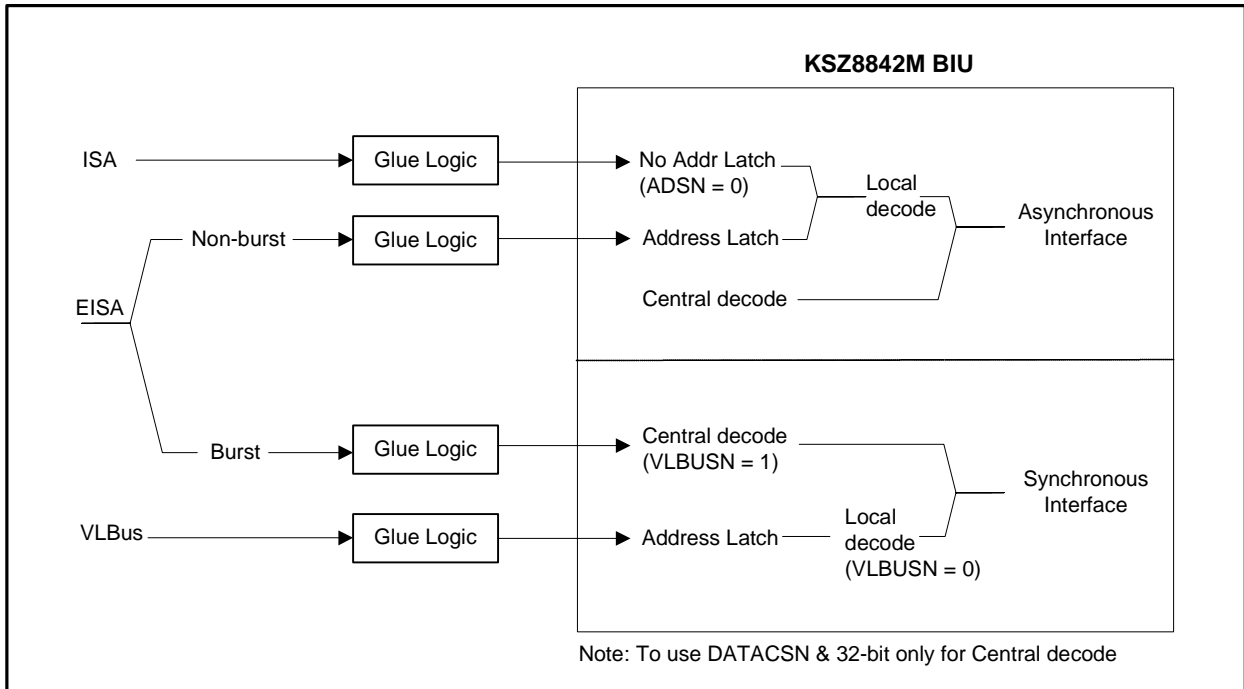 KSZ8842M BIU
ISA
Glue Logic
No Addr Latch
(ADSN = 0)
Local
decode
Asynchronous
Interface
Non-burst
Glue Logic
Address Latch
Central decode
EISA
Burst
Glue Logic
Central decode
(VLBUSN = 1)
Synchronous
Interface
VLBus
Glue Logic
Address Latch
Local
decode
(VLBUSN = 0)
Note: To use DATACSN & 32-bit only for Central decode